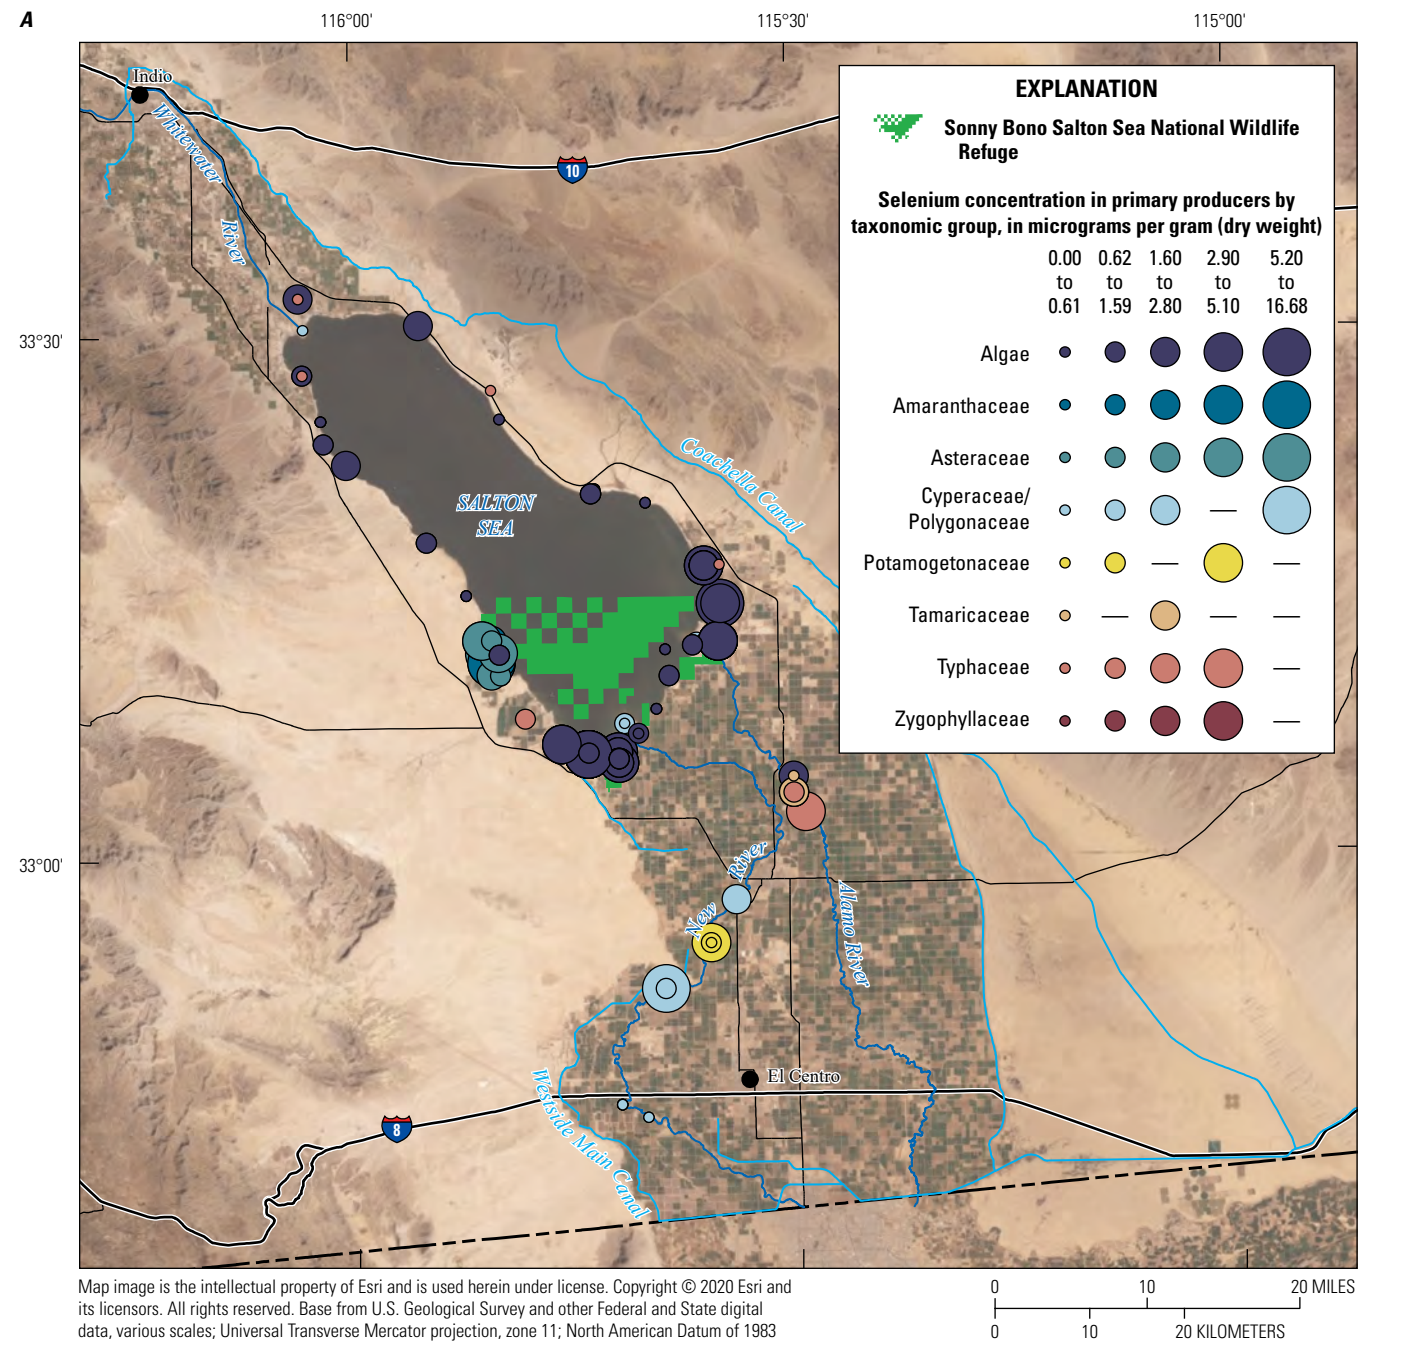 A
116°00'
115°30'
115°00'
Indio
Whitewater
River
10
33°30'
SALTON
SEA
Coachella Canal
EXPLANATION
Sonny Bono Salton Sea National Wildlife
Refuge
Selenium concentration in primary producers by
taxonomic group, in micrograms per gram (dry weight)
0.00 0.62 1.60 2.90 5.20
to to to to to
0.61 1.59 2.80 5.10 16.68
Algae
Amaranthaceae
Asteraceae
Cyperaceae/
Polygonaceae —
Potamogetonaceae — —
Tamaricaceae — — —
Typhaceae —
Zygophyllaceae —
33°00'
New River
Alamo River
El Centro
Westside Main Canal
8
Map image is the intellectual property of Esri and is used herein under license. Copyright © 2020 Esri and
its licensors. All rights reserved. Base from U.S. Geological Survey and other Federal and State digital
data, various scales; Universal Transverse Mercator projection, zone 11; North American Datum of 1983
0 10 20 MILES
0 10 20 KILOMETERS